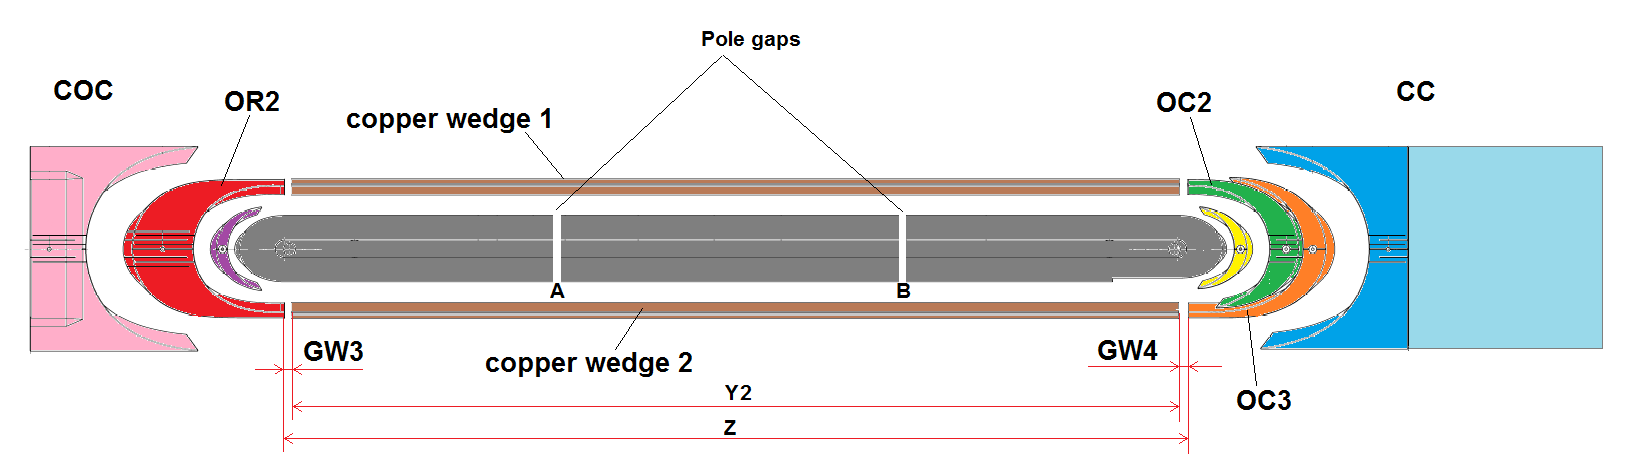 Pole gaps
COC
OR2
copper wedge 1
OC2
CC
A
B
GW3
copper wedge 2
GW4
Y2
OC3
Z